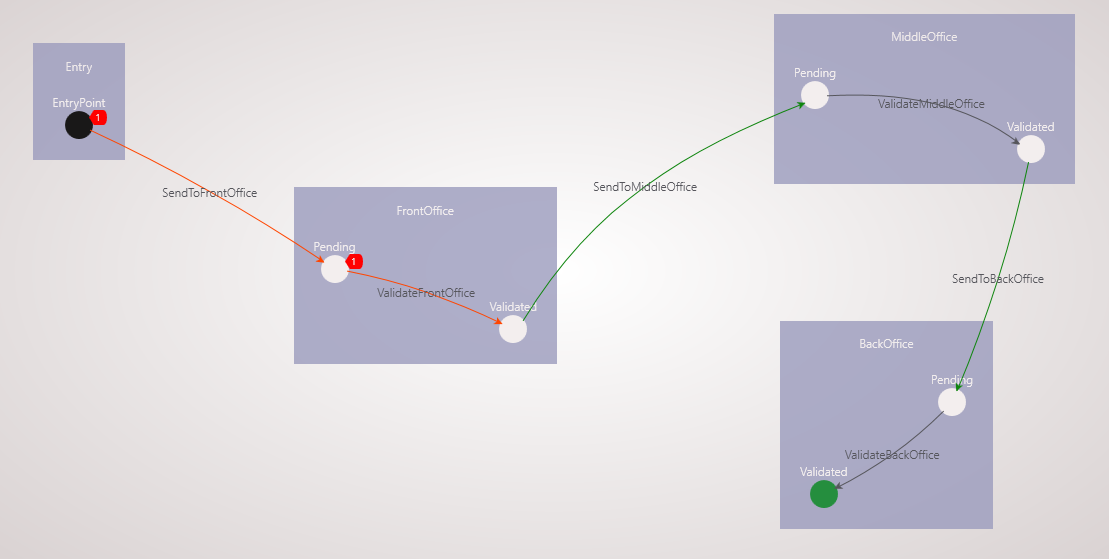 Entry
EntryPoint
1
SendToFrontOffice
FrontOffice
Pending
1
ValidateFrontOffice
Validated
SendToMiddleOffice
MiddleOffice
Pending
ValidateMiddleOffice
Validated
SendToBackOffice
BackOffice
Pending
ValidateBackOffice
Validated